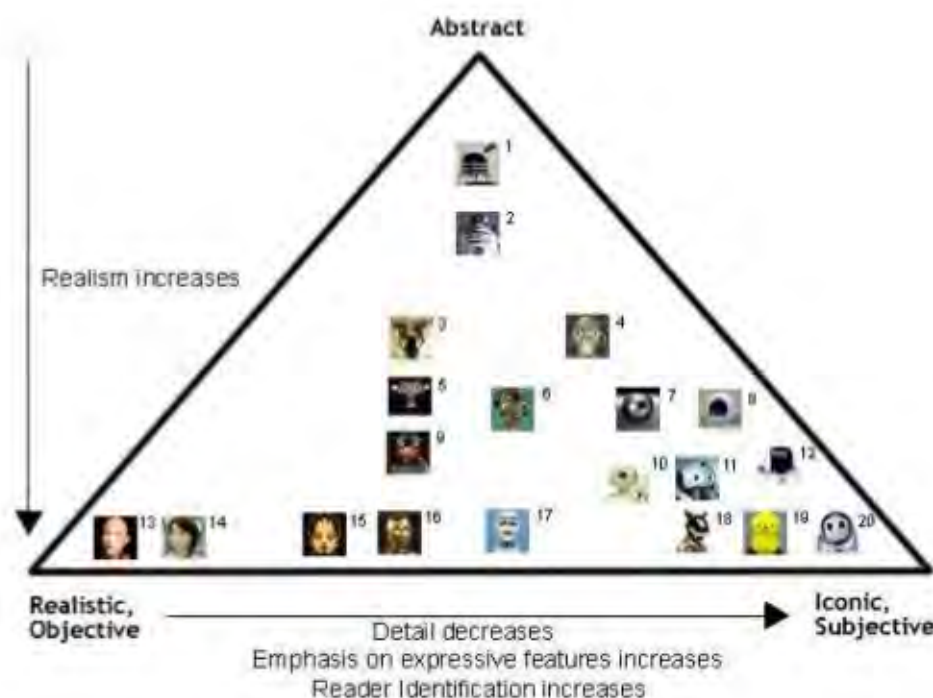 Abstract
1
2
Realism increases
3
4
5
6
7
8
9
10
11
12
13
14
15
16
17
18
19
20
Realistic,
Objective
Iconic,
Subjective
Detail decreases
Emphasis on expressive features increases
Reader Identification increases